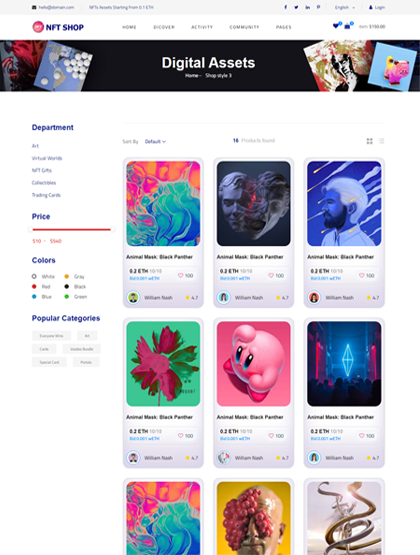 hello@domain.com NFTs Assets Starting From 0.1 ETH English Login
NFT SHOP HOME DICOVER ACTIVITY COMMUNITY PAGES item: $150.00
Digital Assets
Home- Shop style 3
Department
Art
Virtual Worlds
NFT Gifts
Collectibles
Trading Cards
Price
$10 - $540
Colors
White Gray
Red Black
Blue Green
Popular Categories
Art
Cards
Sort By Default 16 Products found
Animal Mask: Black Panther Animal Mask: Black Panther Animal Mask: Black Panther
0.2 ETH 10/10 0.2 ETH 10/10 0.2 ETH 10/10
Bid:0.001 wETH 100 Bid:0.001 wETH 100 Bid:0.001 wETH 100
William Nash 4.7 William Nash 4.7 William Nash 4.7
Animal Mask: Black Panther Animal Mask: Black Panther Animal Mask: Black Panther
0.2 ETH 10/10 0.2 ETH 10/10 0.2 ETH 10/10
Bid:0.001 wETH 100 Bid:0.001 wETH 100 Bid:0.001 wETH 100
William Nash 4.7 William Nash 4.7 William Nash 4.7